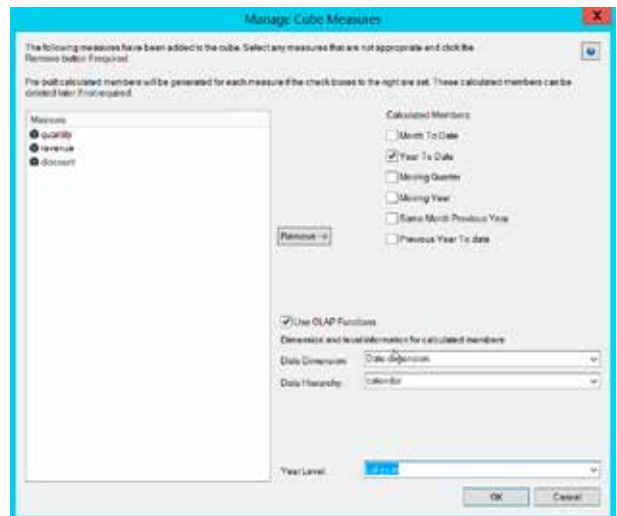 Manage Cube Measures
X
The following measures have been added to the cube. Select any measures that are not appropriate and click the
Remove button if required.
Pre built calculated members will be generated for each measure if the check boxes to the right are set. These calculated members can be
deleted later if not required.
Measure
quantity
revenue
discount
Remove ->
Calculated Members
Month To Date
Year To Date
Moving Quarter
Moving Year
Same Month Previous Year
Previous Year To date
Use OLAP Functions
Dimension and level information for calculated members
Date Dimension:
Date dimension
Date Hierarchy:
calendar
Year Level:
OK
Cancel